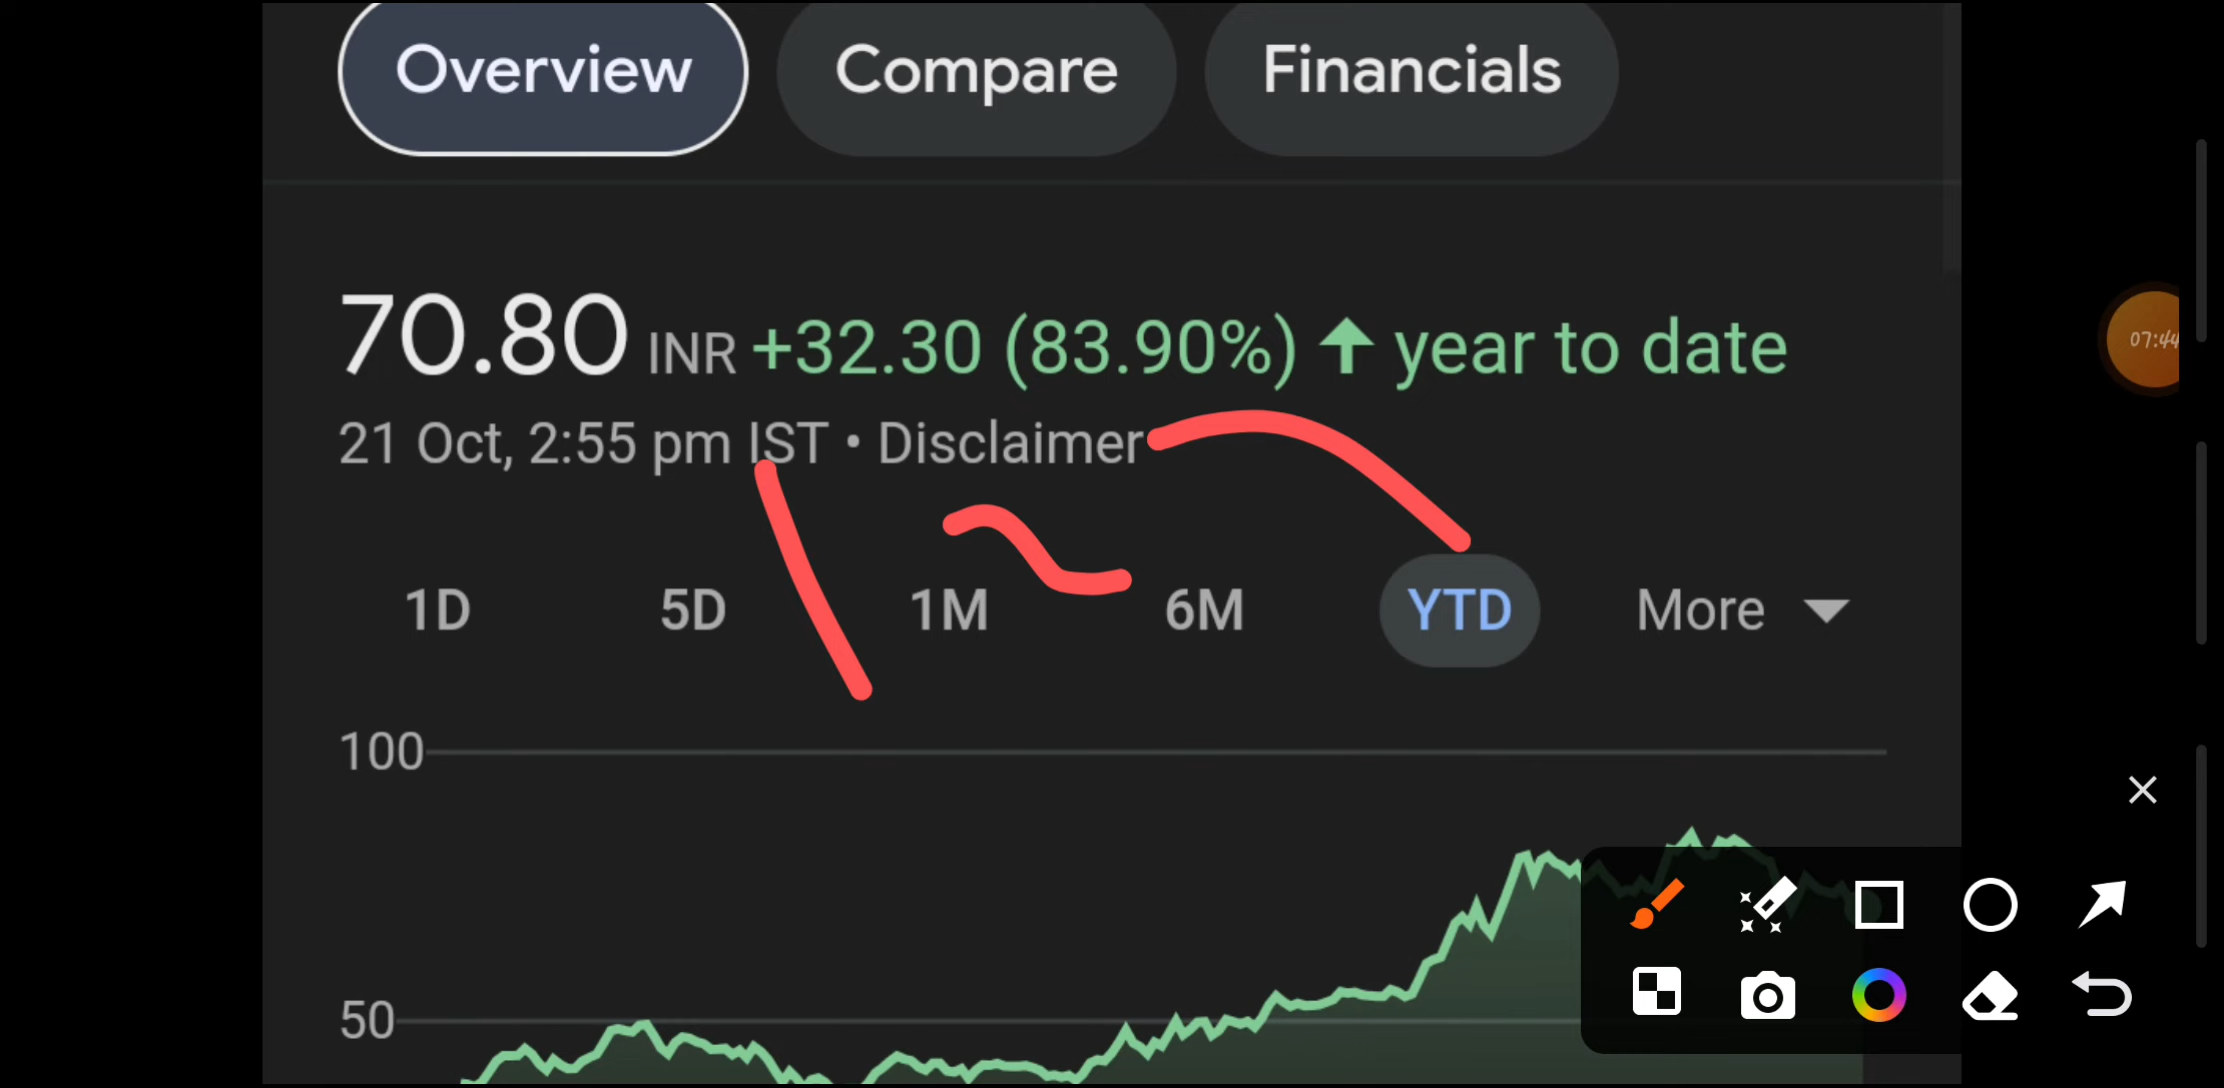 Overview Compare Financials
70.80 INR +32.30 (83.90%) ↑ year to date
21 Oct, 2:55 pm IST • Disclaimer
1D 5D 1M 6M YTD More
100
50